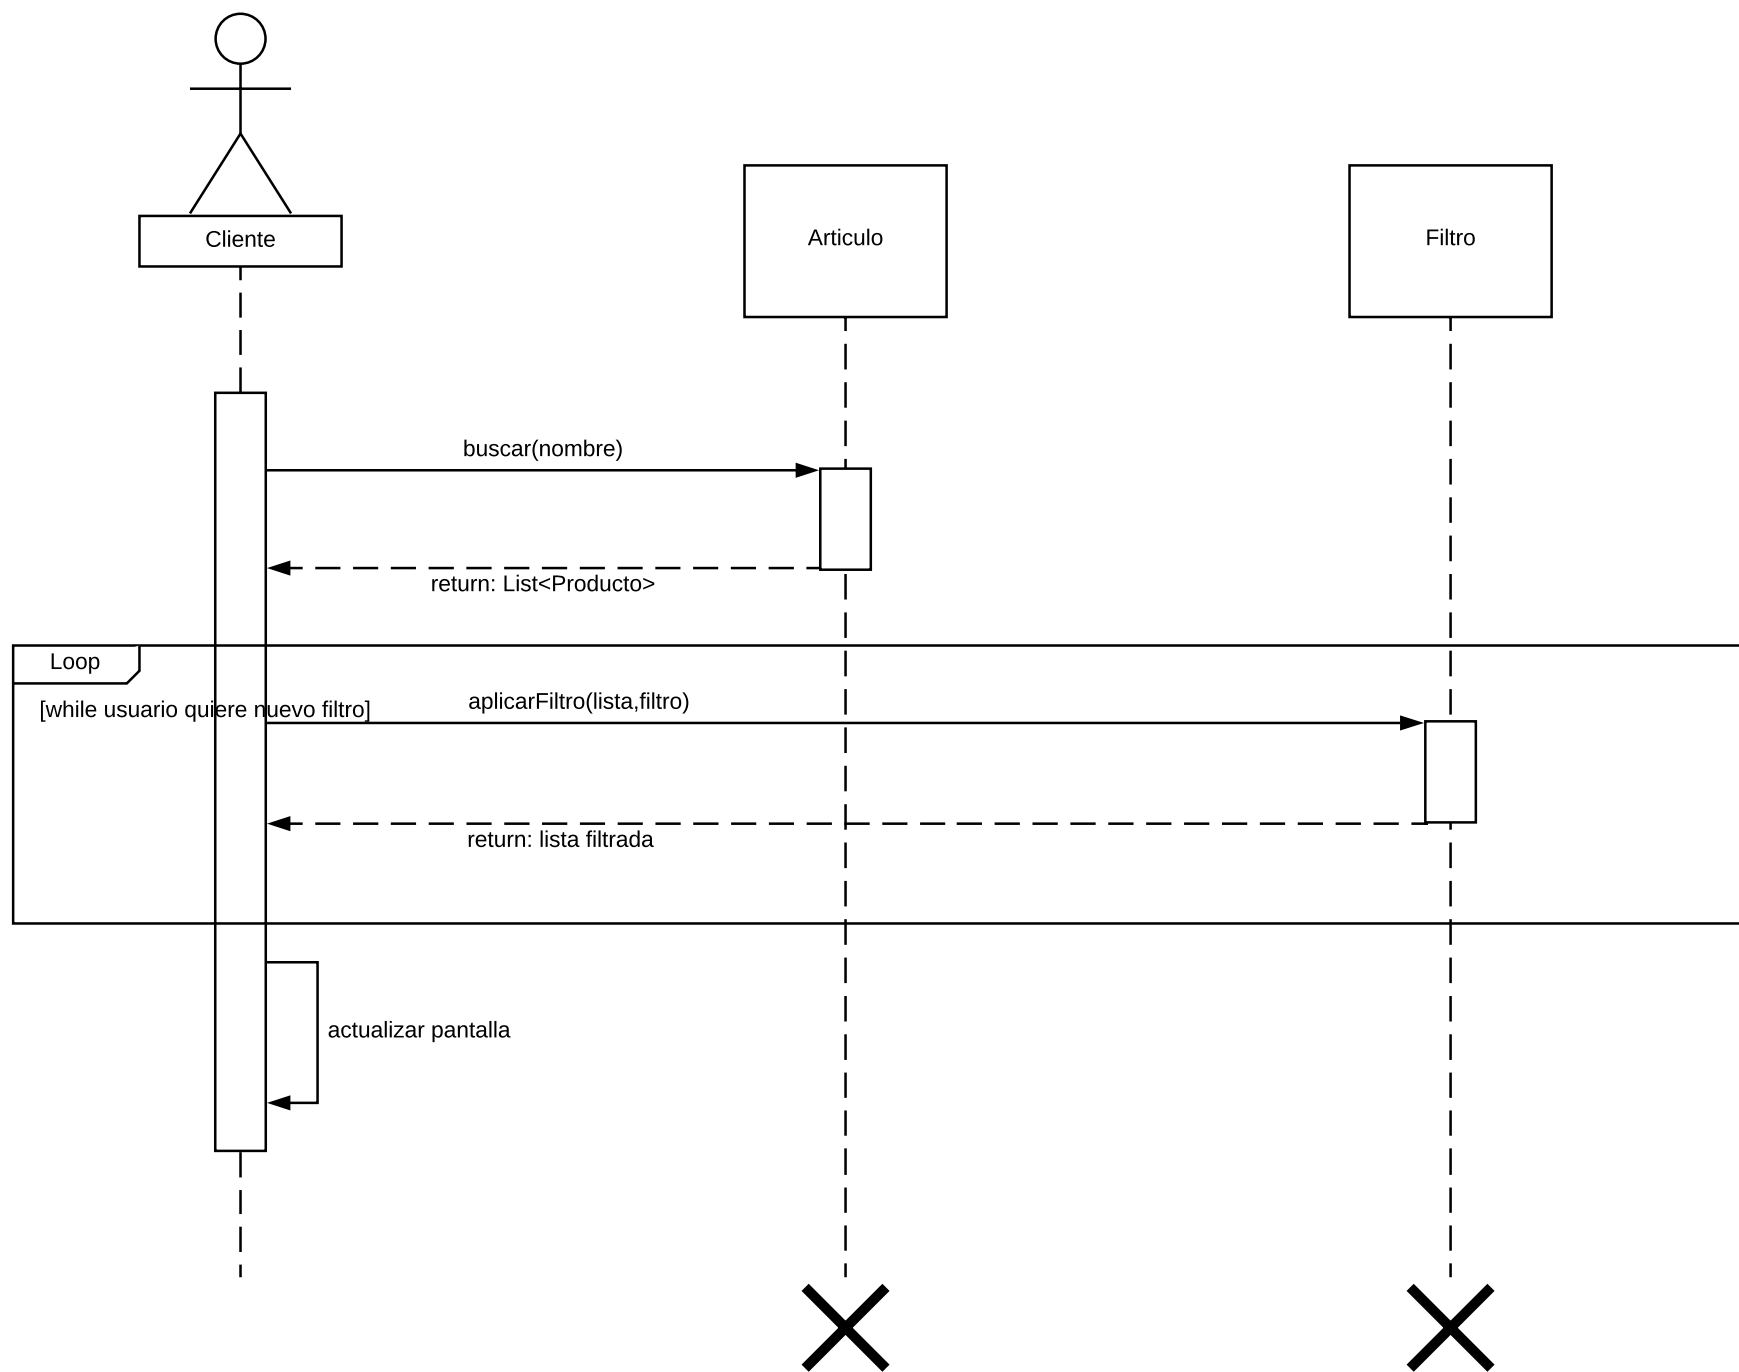 Cliente
Articulo
Filtro
buscar(nombre)
return: List<Producto>
Loop
[while usuario quiere nuevo filtro]
aplicarFiltro(lista,filtro)
return: lista filtrada
actualizar pantalla